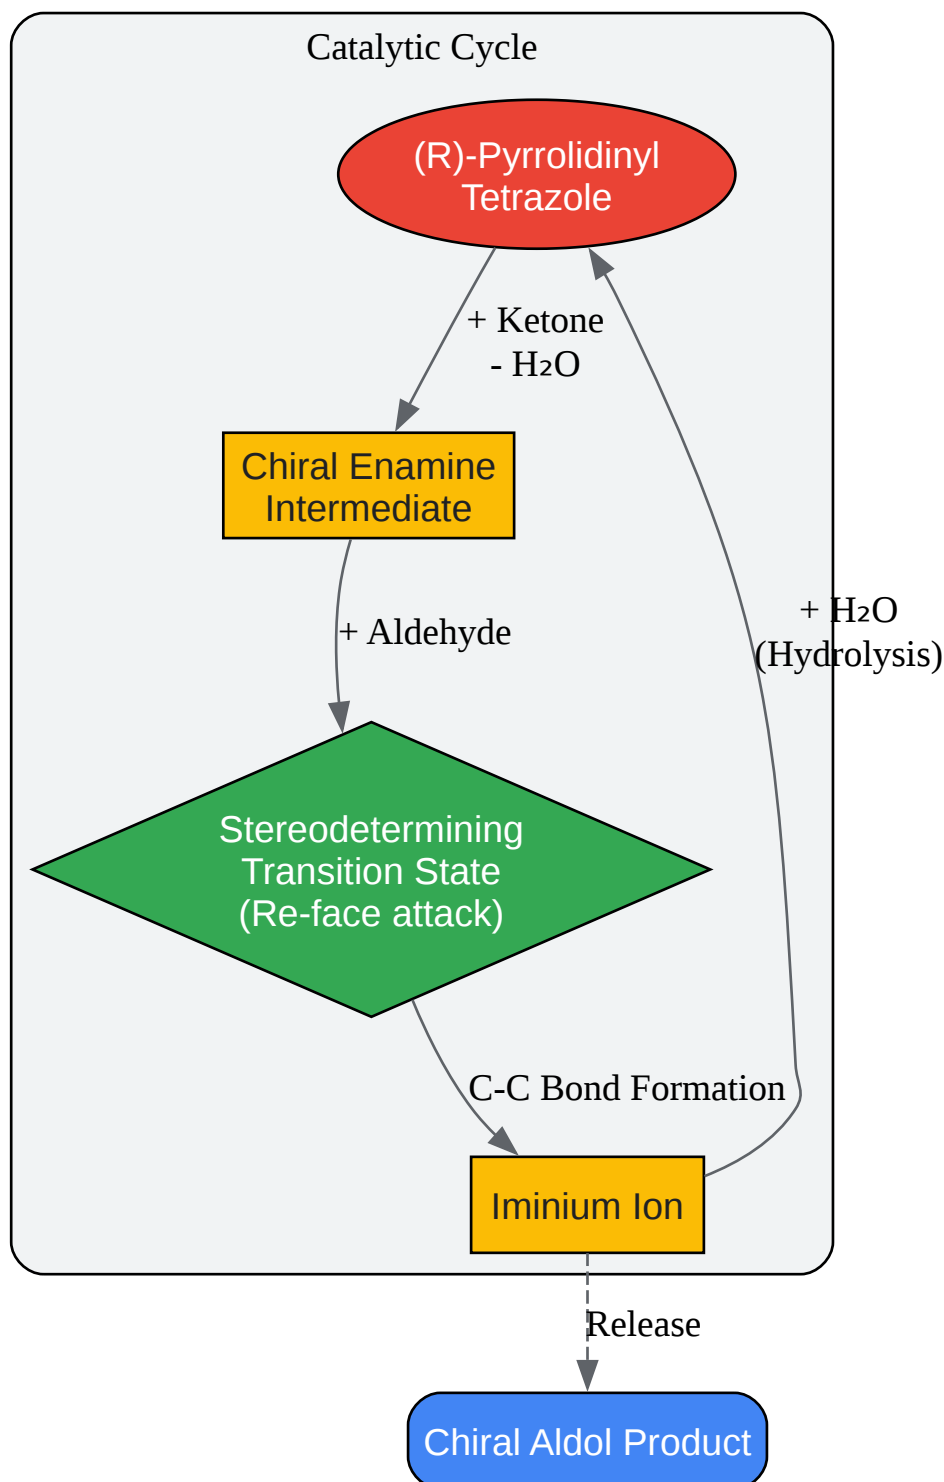 Catalytic Cycle
(R)-Pyrrolidinyl
Tetrazole
+ Ketone
- H₂O
Chiral Enamine
Intermediate
+ H₂O
(Hydrolysis)
+ Aldehyde
Stereodetermining
Transition State
(Re-face attack)
C-C Bond Formation
Iminium Ion
Release
Chiral Aldol Product